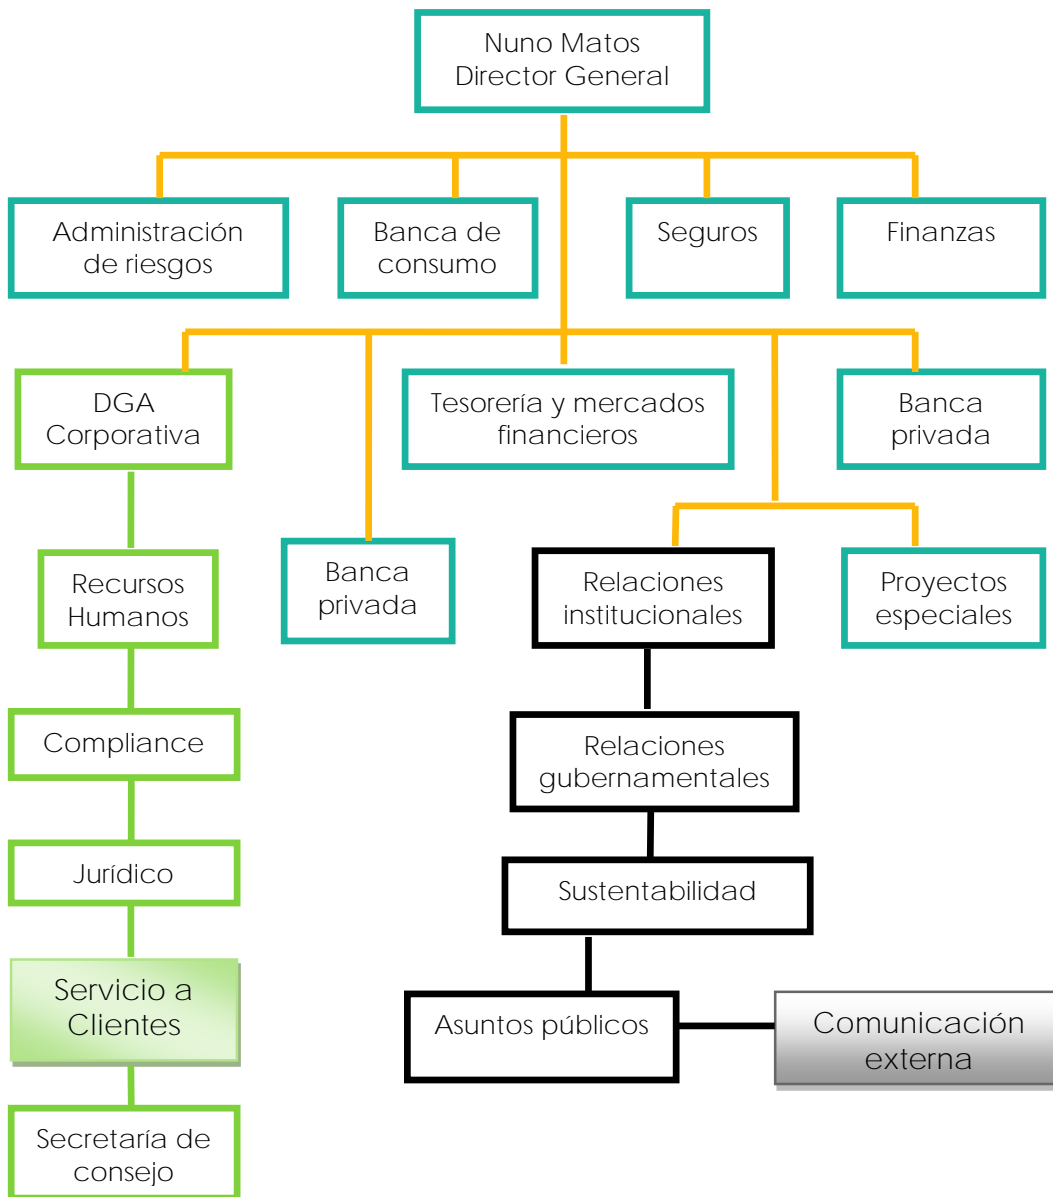 Nuno Matos
Director General
Administración
de riesgos
Banca de
consumo
Seguros
Finanzas
DGA
Corporativa
Tesorería y mercados
financieros
Banca
privada
Recursos
Humanos
Banca
privada
Relaciones
institucionales
Proyectos
especiales
Compliance
Relaciones
gubernamentales
Jurídico
Sustentabilidad
Servicio a
Clientes
Asuntos públicos
Comunicación
externa
Secretaría de
consejo